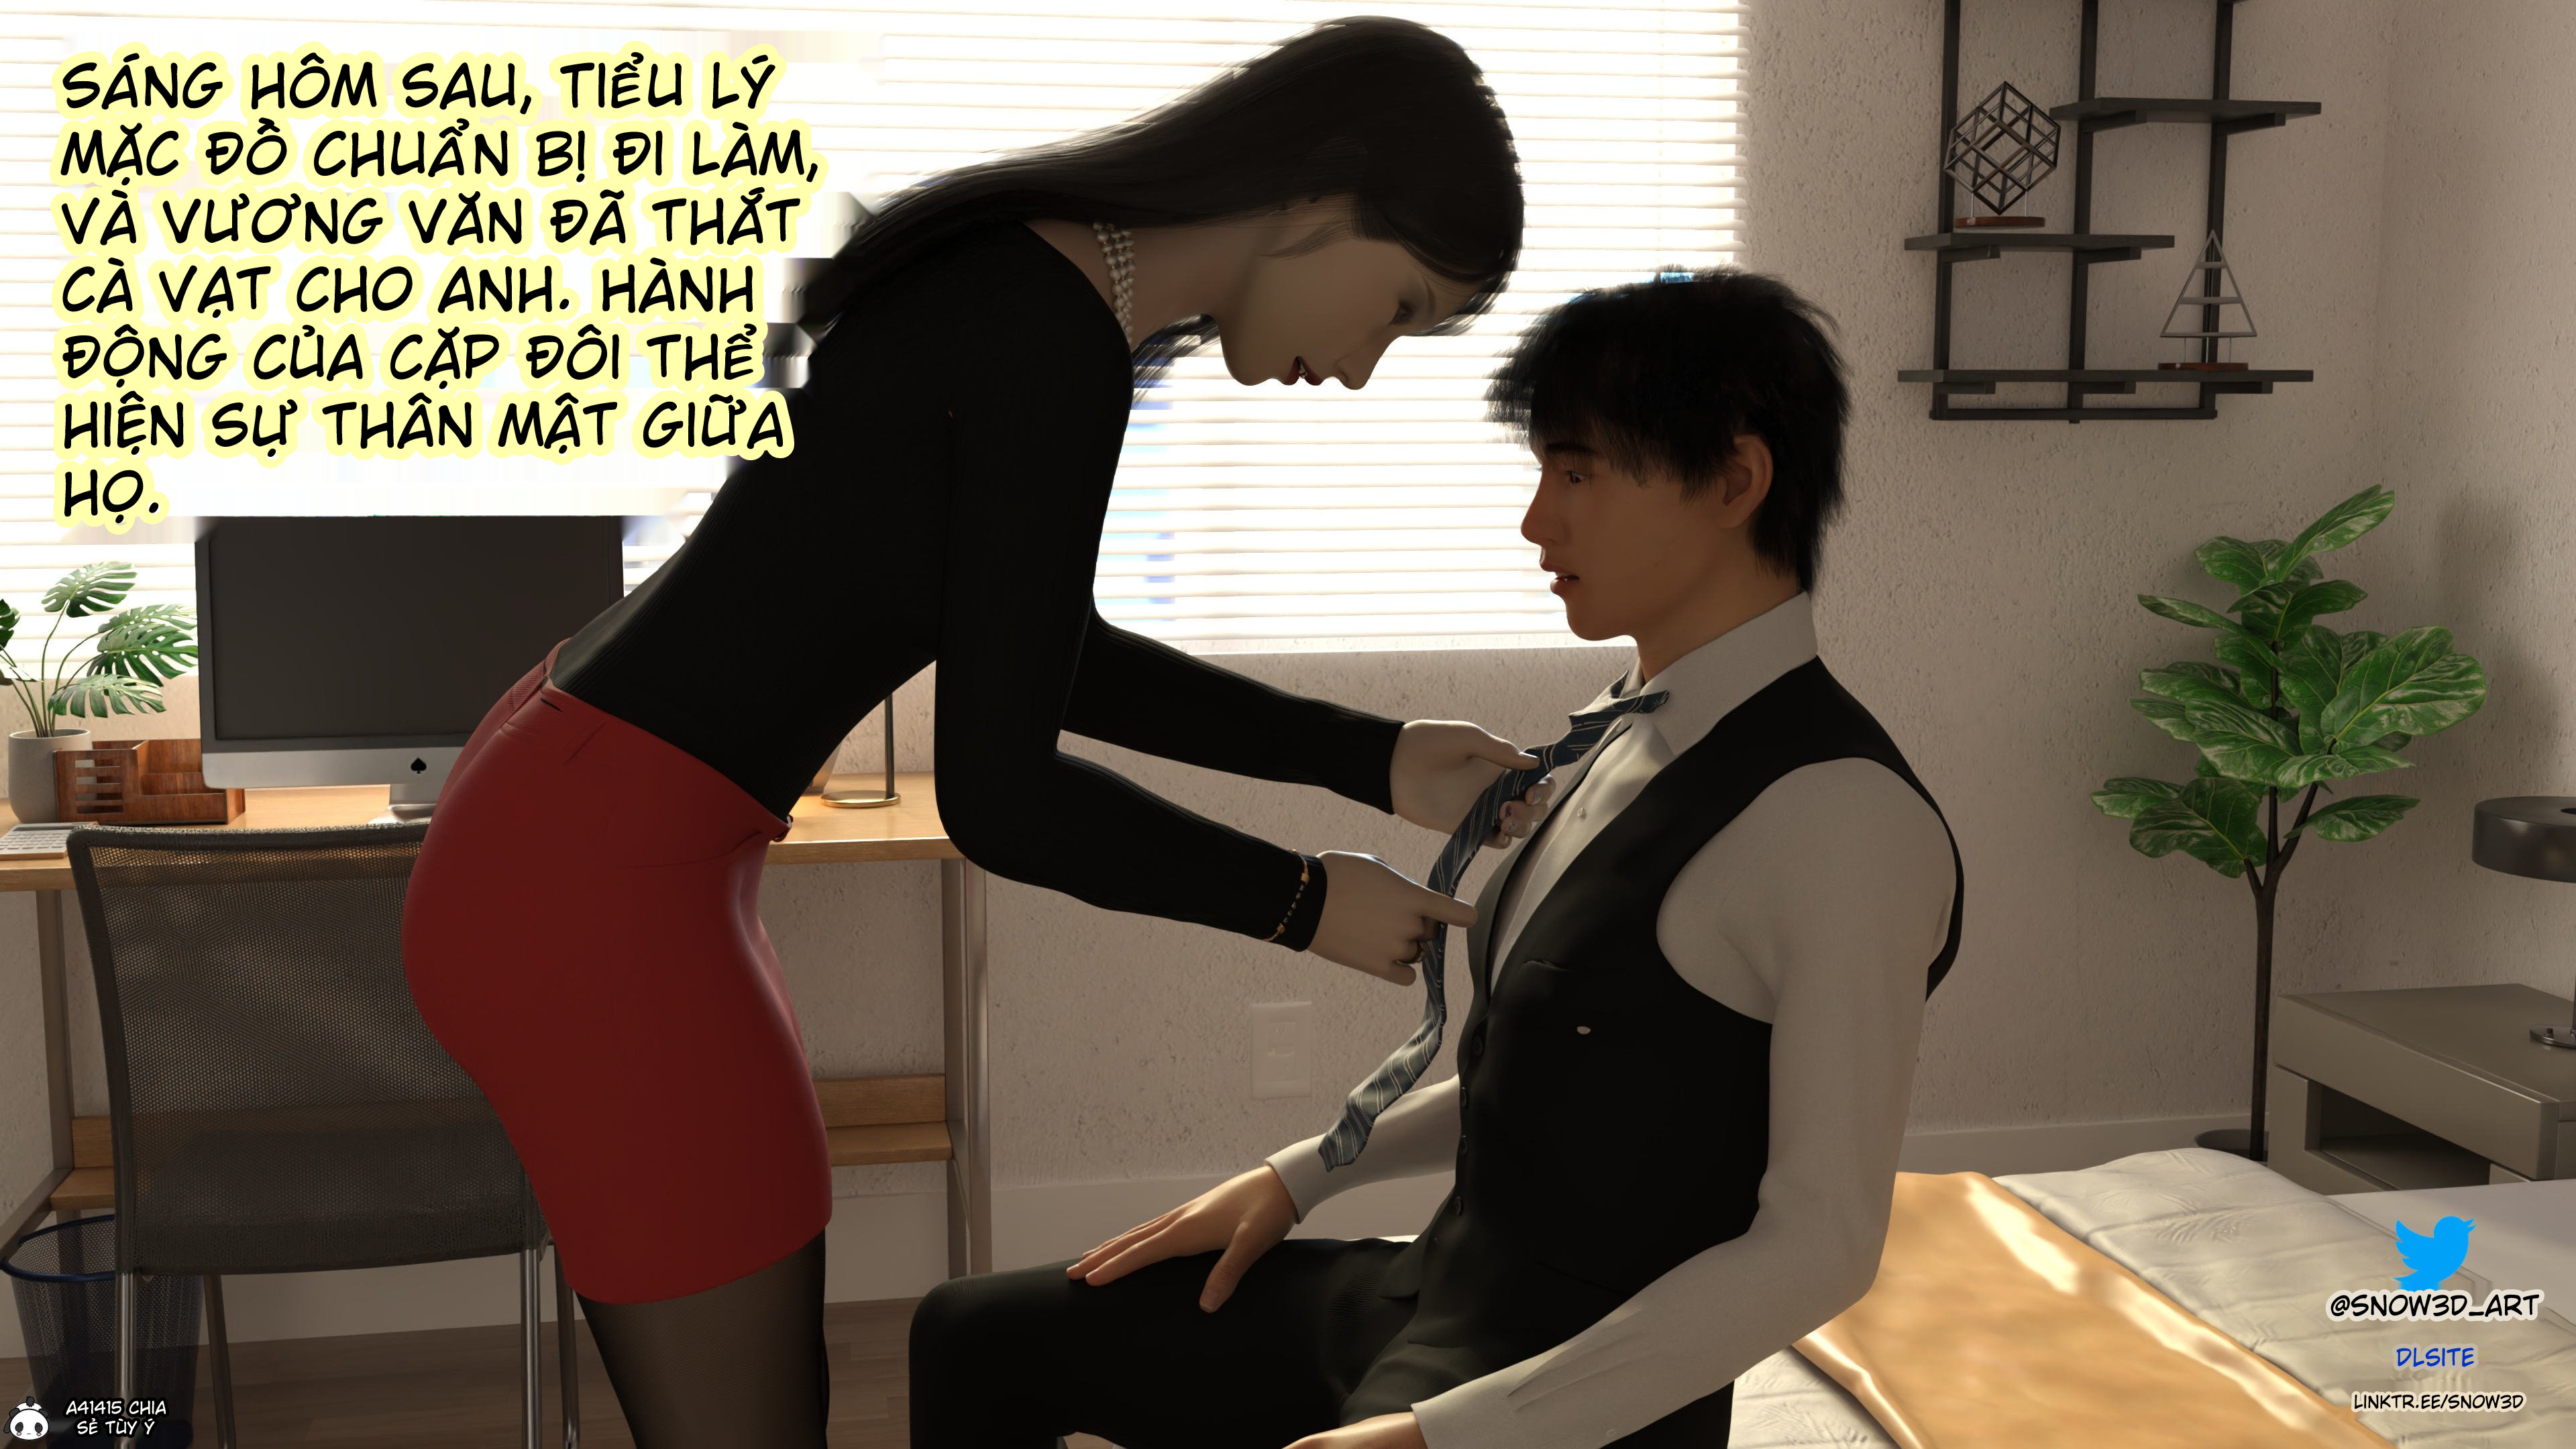 SÁNG HÔM SAU, TIỂU LÝ
MẶC ĐỒ CHUẨN BỊ ĐI LÀM,
VÀ VƯƠNG VĂN ĐÃ THẮT
CÀ VẠT CHO ANH. HÀNH
ĐỘNG CỦA CẶP ĐÔI THỂ
HIỆN SỰ THÂN MẬT GIỮA
HỌ.
@SNOW3D_ART
DLSITE
LINKTR.EE/SNOW3D
A41415 CHIA
SẺ TÙY Ý